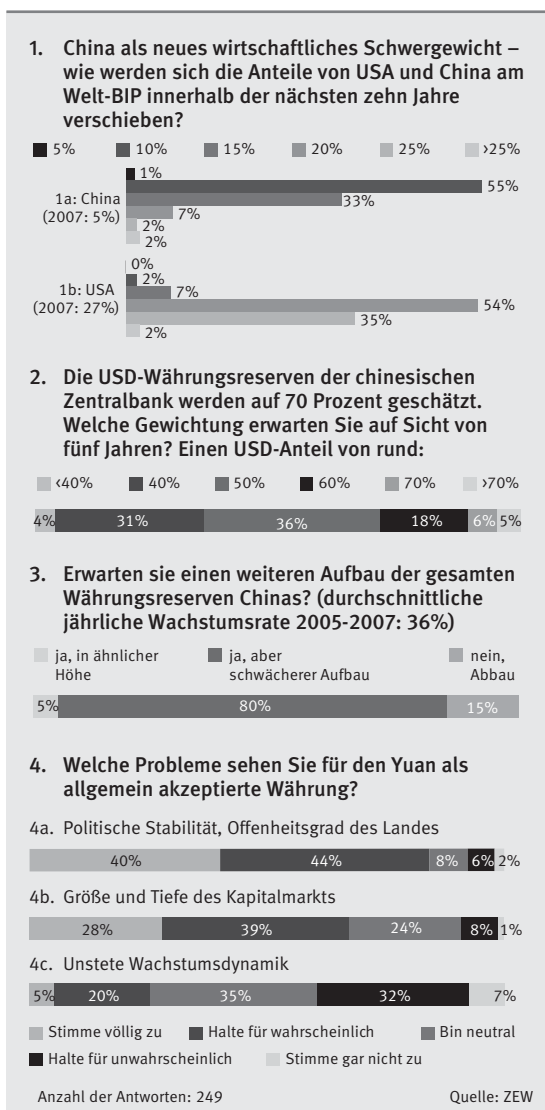 1. China als neues wirtschaftliches Schwergewicht –
wie werden sich die Anteile von USA und China am
Welt-BIP innerhalb der nächsten zehn Jahre
verschieben?
5% 10% 15% 20% 25% >25%
1%
55%
1a: China 33%
(2007: 5%) 7%
2%
2%
0%
2%
1b: USA 7%
(2007: 27%) 54%
35%
2%
2. Die USD-Währungsreserven der chinesischen
Zentralbank werden auf 70 Prozent geschätzt.
Welche Gewichtung erwarten Sie auf Sicht von
fünf Jahren? Einen USD-Anteil von rund:
<40% 40% 50% 60% 70% >70%
4% 31% 36% 18% 6% 5%
3. Erwarten sie einen weiteren Aufbau der gesamten
Währungsreserven Chinas? (durchschnittliche
jährliche Wachstumsrate 2005-2007: 36%)
ja, in ähnlicher ja, aber nein,
Höhe schwächerer Aufbau Abbau
5% 80% 15%
4. Welche Probleme sehen Sie für den Yuan als
allgemein akzeptierte Währung?
4a. Politische Stabilität, Offenheitsgrad des Landes
40% 44% 8% 6% 2%
4b. Größe und Tiefe des Kapitalmarkts
28% 39% 24% 8% 1%
4c. Unstete Wachstumsdynamik
5% 20% 35% 32% 7%
Stimme völlig zu Halte für wahrscheinlich Bin neutral
Halte für unwahrscheinlich Stimme gar nicht zu
Anzahl der Antworten: 249 Quelle: ZEW